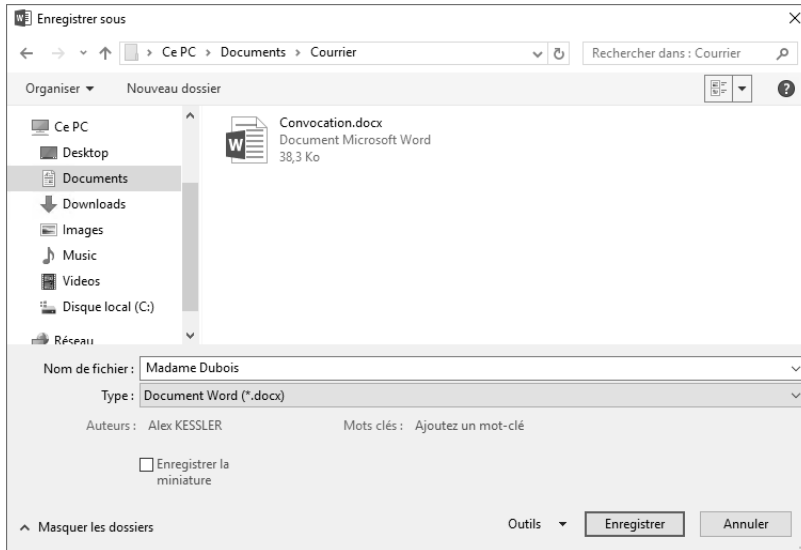 Enregistrer sous
Ce PC > Documents > Courrier
Rechercher dans : Courrier
Organiser
Nouveau dossier
Ce PC
Desktop
Documents
Downloads
Images
Music
Videos
Disque local (C:)
Réseau
Convocation.docx
Document Microsoft Word
38,3 Ko
Nom de fichier : Madame Dubois
Type : Document Word (*.docx)
Auteurs : Alex KESSLER
Mots clés : Ajoutez un mot-clé
Enregistrer la
miniature
Masquer les dossiers
Outils
Enregistrer
Annuler